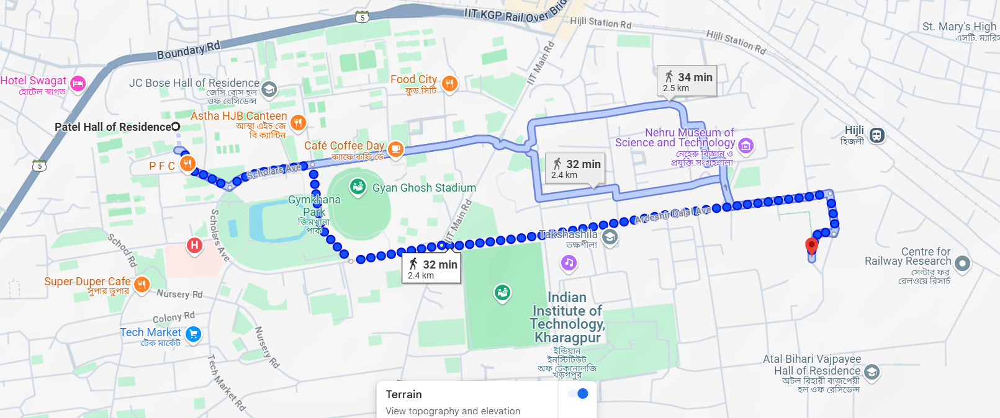 5
IIT KGP Rail Over Bri
Hijli Station Rd
Hijli Station Rd
St. Mary's High
এসটি. ম্যারিস
Boundary Rd
IIT Main Rd
Hotel Swagat
হোটেল স্বাগত
JC Bose Hall of Residence
জেসি বোস হল
ওফ রেসিডেন্স
Food City
ফুড সিটি
34 min
2.5 km
Astha HJB Canteen
আস্থা এইচ জে
বি ক্যান্টিন
Patel Hall of Residence
Nehru Museum of
Science and Technology
নেহেরু বিজ্ঞান ও
প্রযুক্তি সংগ্রহশালা
Hijli
হিজলী
Café Coffee Day
ক্যাফে কফি ডে
5
P F C
Scholars Ave
32 min
2.4 km
Gyan Ghosh Stadium
Gymkhana
Park
জিমখানা
পার্ক
IIT Main Rd
Ardeshir Dalal Ave
Scholars Ave
Takshashila
তক্ষশীলা
School Rd
H
32 min
2.4 km
Centre for
Railway Research
সেন্টার ফর
রেলওয়ে রিসার্চ
Super Duper Cafe
সুপার ডুপার
Nursery Rd
Indian
Institute of
Technology,
Kharagpur
ইন্ডিয়ান
ইনস্টিটিউট
অফ টেকনোলজি
খড়গপুর
Colony Rd
Tech Market
টেক মার্কেট
Nursery Rd
Tech Market Rd
Atal Bihari Vajpayee
Hall of Residence
অটল বিহারী বাজপেয়ী
হল ওফ রেসিডেন্স
Terrain
View topography and elevation